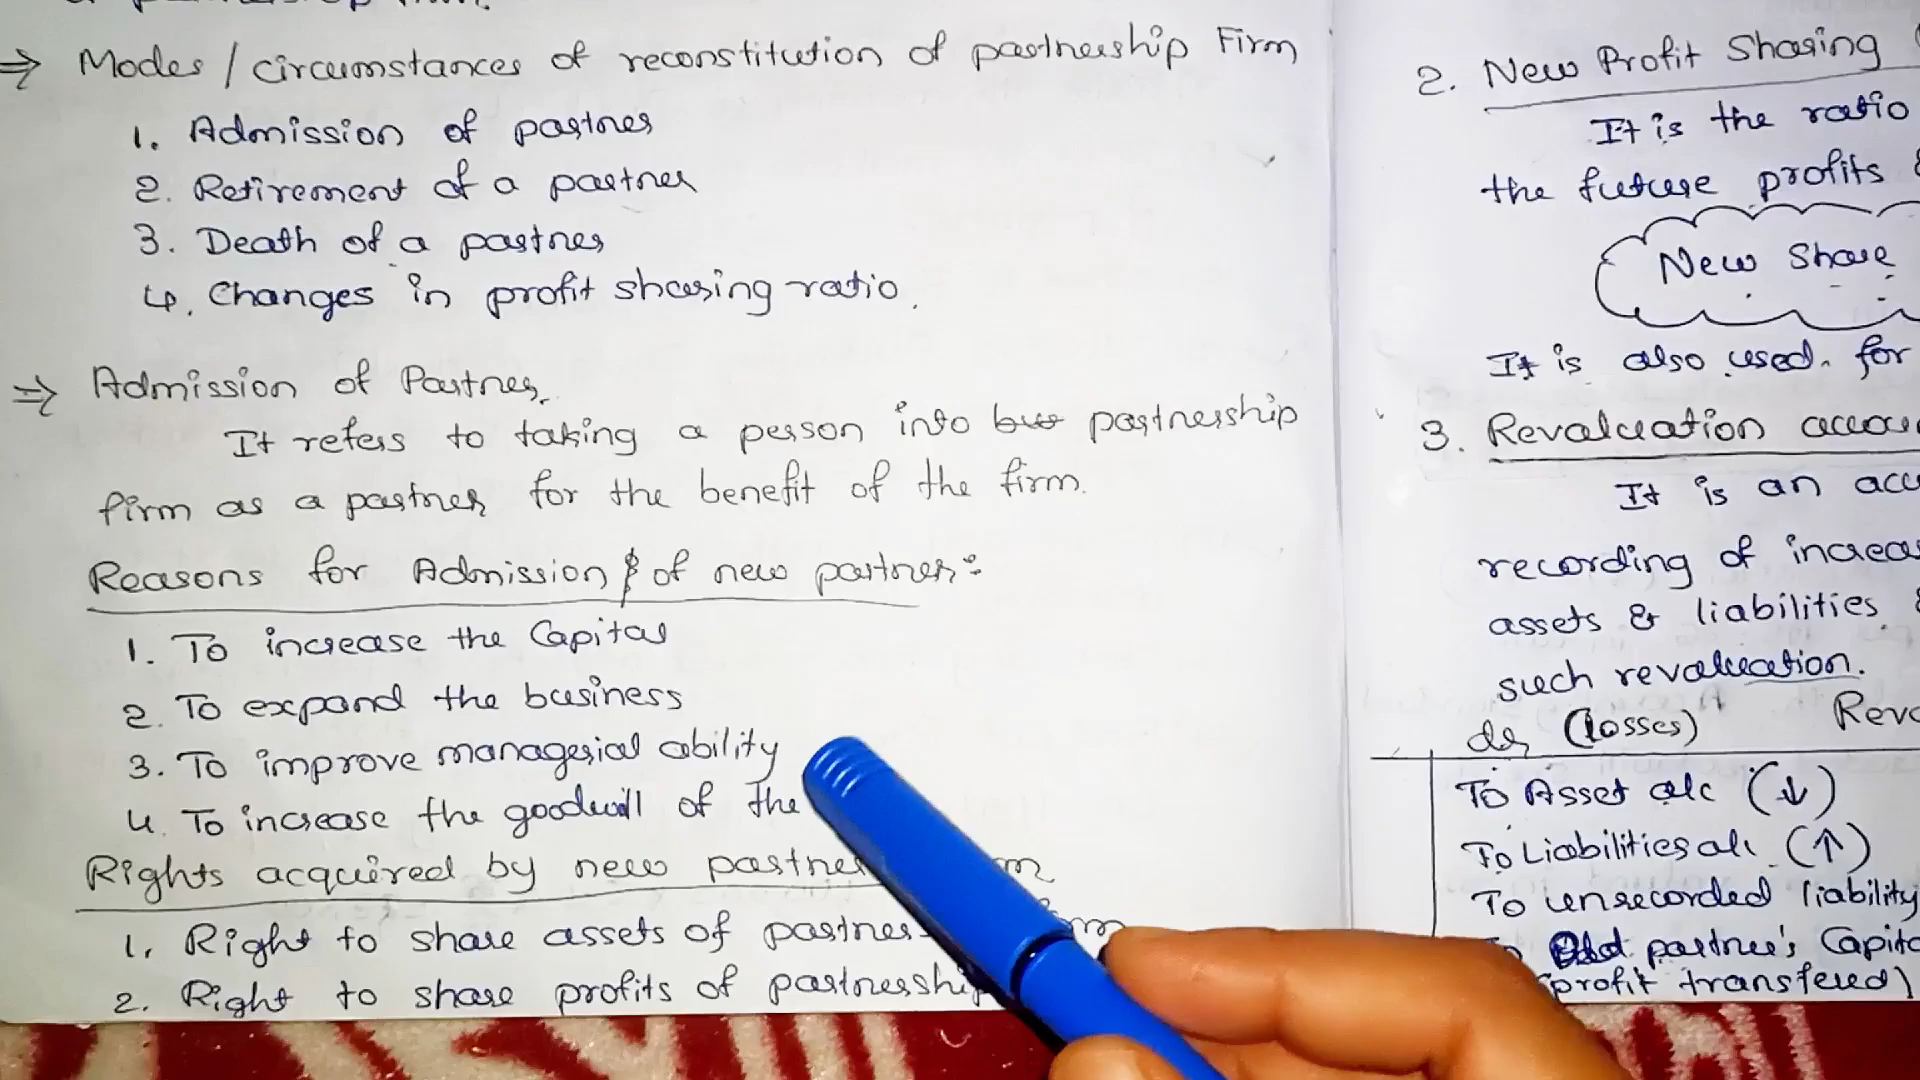 ⇒ Modes / circumstances of reconstitution of partnership Firm
1. Admission of partner
2. Retirement of a partner
3. Death of a partner
4. Changes in profit sharing ratio.
⇒ Admission of Partner.
It refers to taking a person into partnership
firm as a partner for the benefit of the firm.
Reasons for Admission of new partner:-
1. To increase the Capital
2. To expand the business
3. To improve managerial ability
4. To increase the goodwill of the
Rights acquired by new partner
1. Right to share assets of partner
2. Right to share profits of partnership
2. New Profit Sharing
It is the ratio
the future profits
New Share
It is also used for
3. Revaluation
It is an
recording of
assets & liabilities
such revaluation.
dr (losses)
To Asset a/c (↓)
To Liabilities a/c (↑)
To unrecorded liability
Old partner's
profit transfered)